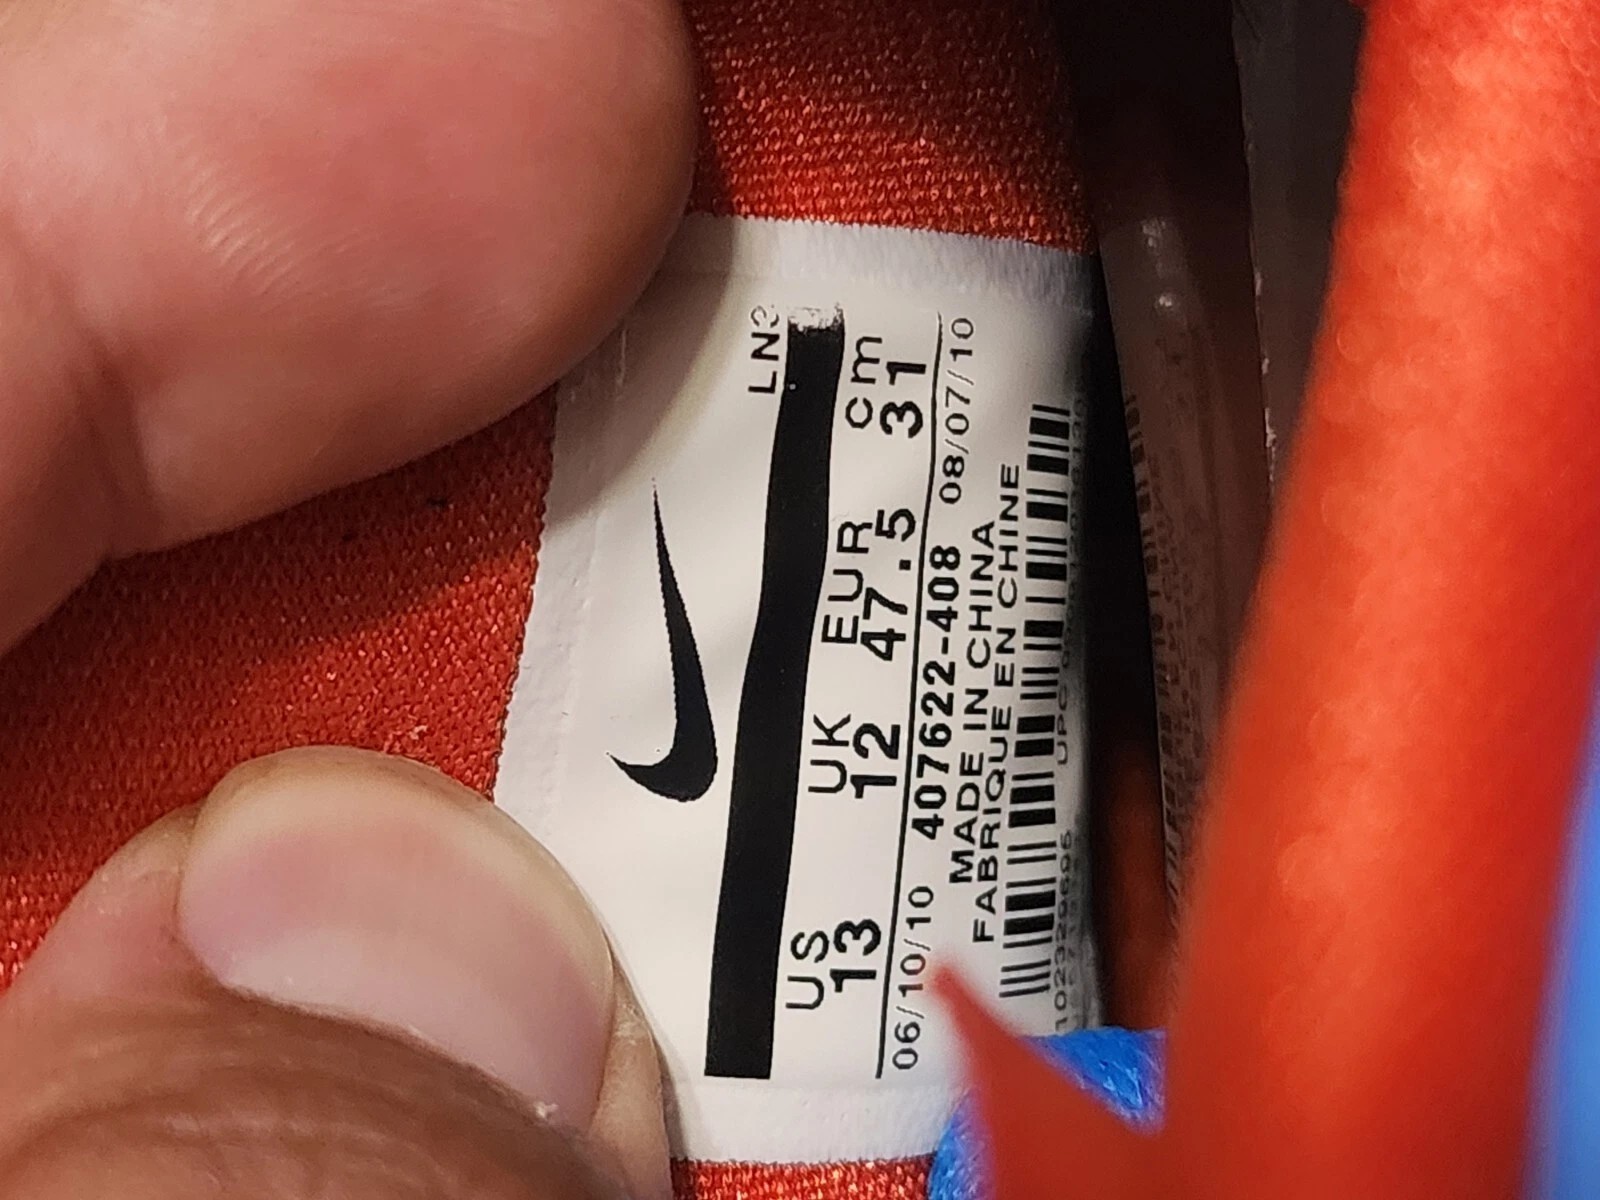 LN3
US UK EUR cm
13 12 47.5 31
06/10/10 407622-408 08/07/10
MADE IN CHINA
FABRIQUE EN CHINE
UPC